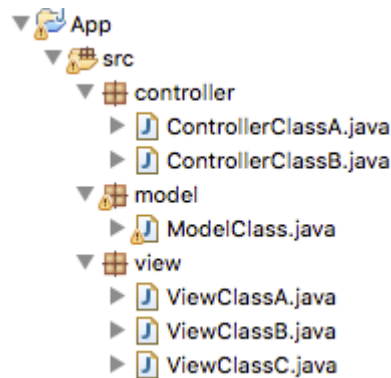 App
src
controller
ControllerClassA.java
ControllerClassB.java
model
ModelClass.java
view
ViewClassA.java
ViewClassB.java
ViewClassC.java